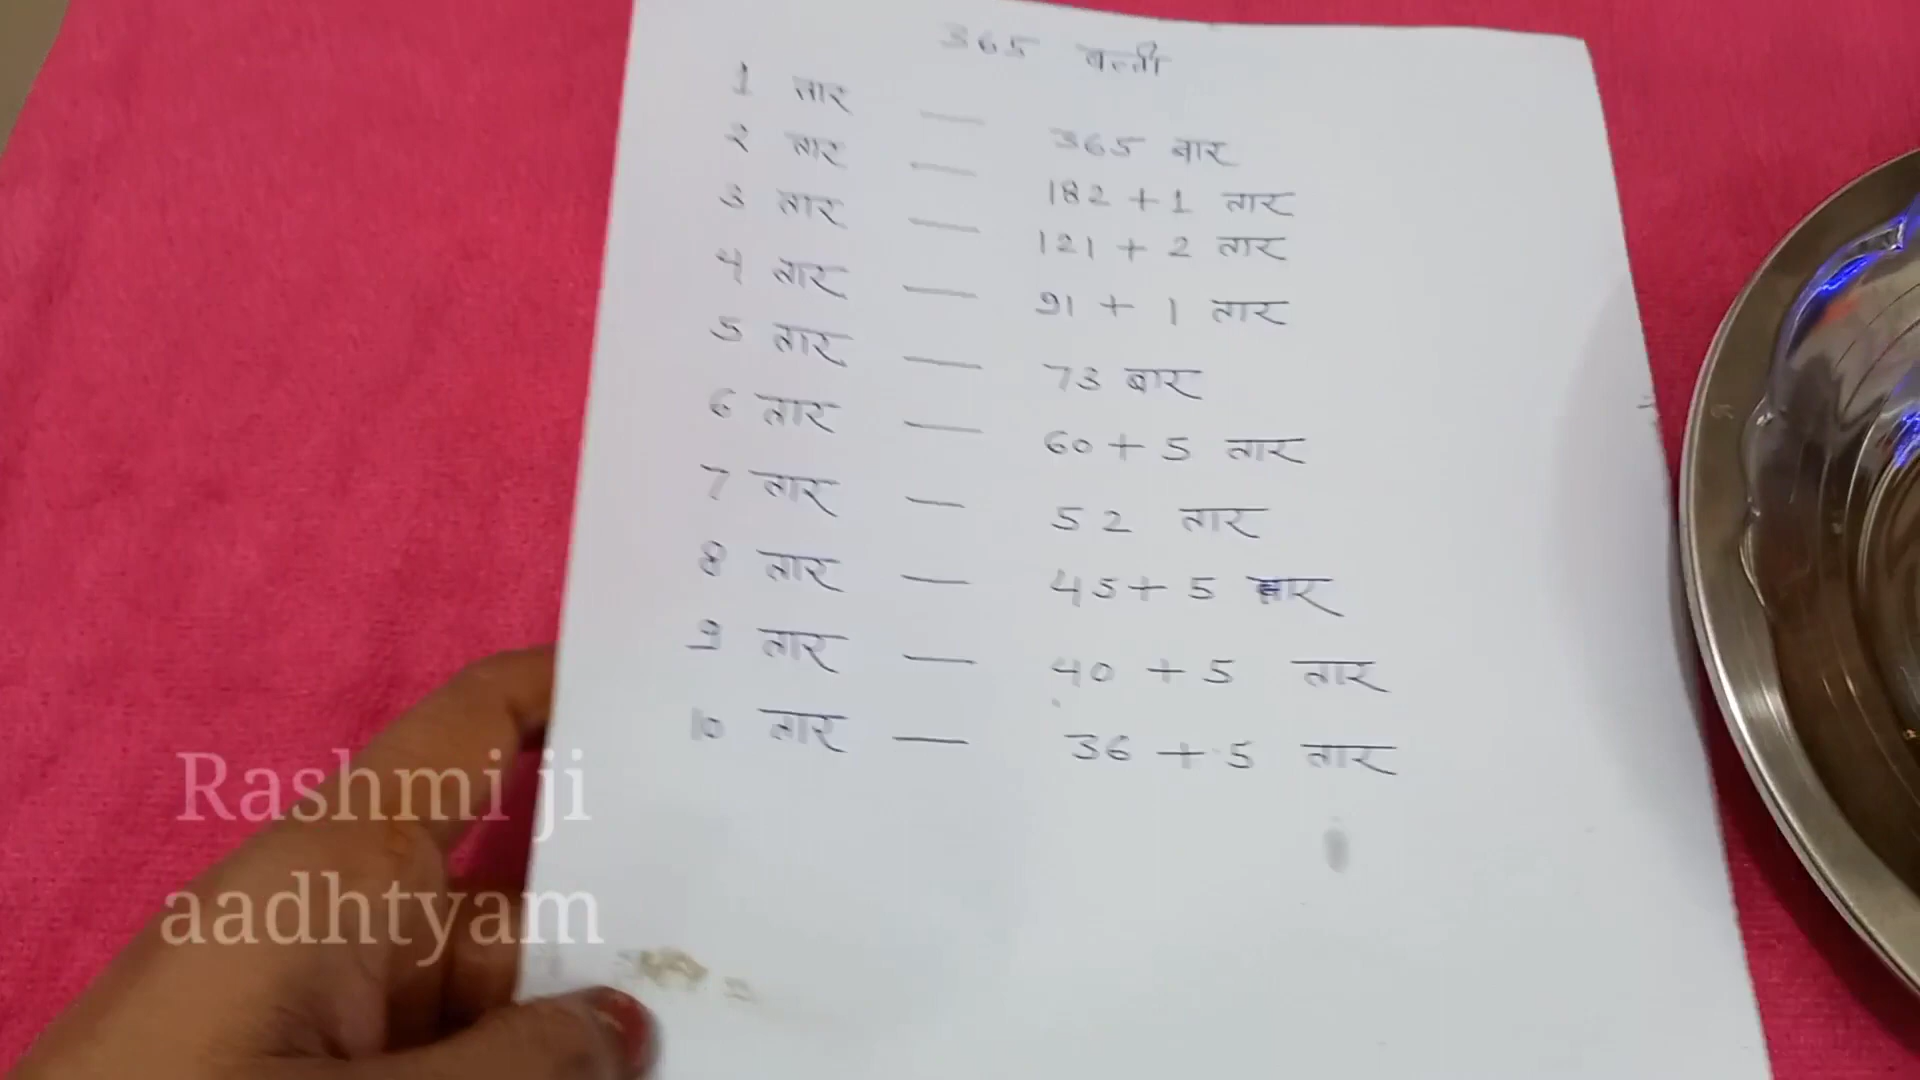 365 बत्ती
1 तार — 365 बार
2 तार — 182 + 1 तार
3 तार — 121 + 2 तार
4 तार — 91 + 1 तार
5 तार — 73 बार
6 तार — 60 + 5 तार
7 तार — 52 तार
8 तार — 45 + 5 तार
9 तार — 40 + 5 तार
10 तार — 36 + 5 तार
Rashmi ji
aadhtyam